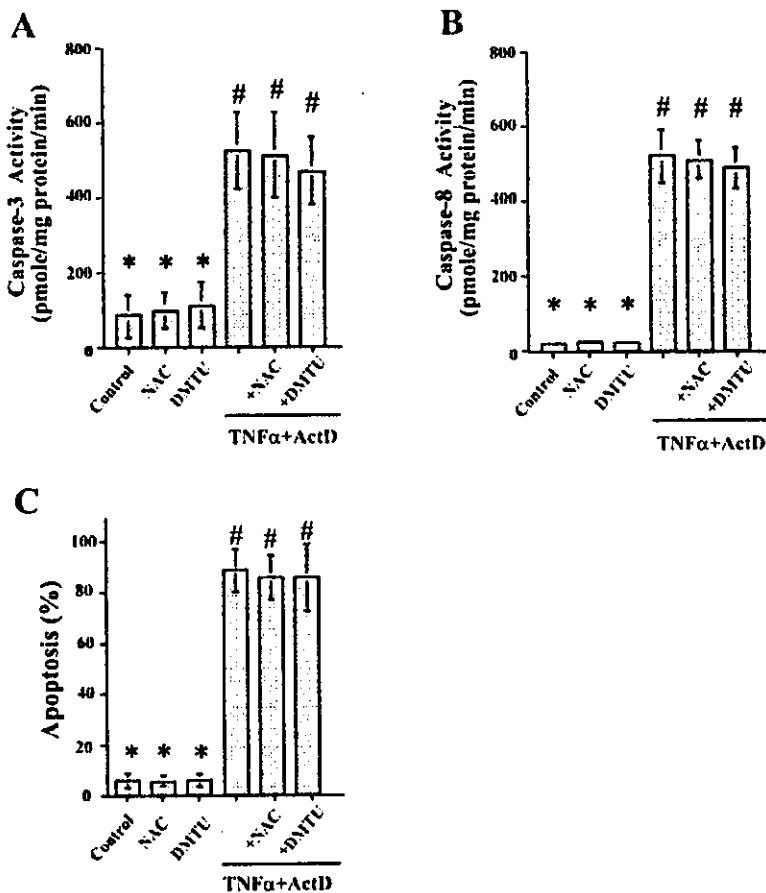 A
Caspase-3 Activity
(pmole/mg protein/min)
800
600
400
200
0
# # #
* * *
Control
NAC
DMTU
+NAC
+DMTU
TNFα+ActD
B
Caspase-8 Activity
(pmole/mg protein/min)
800
600
400
200
0
# # #
* * *
Control
NAC
DMTU
+NAC
+DMTU
TNFα+ActD
C
Apoptosis (%)
100
80
60
40
20
0
# # #
* * *
Control
NAC
DMTU
+NAC
+DMTU
TNFα+ActD